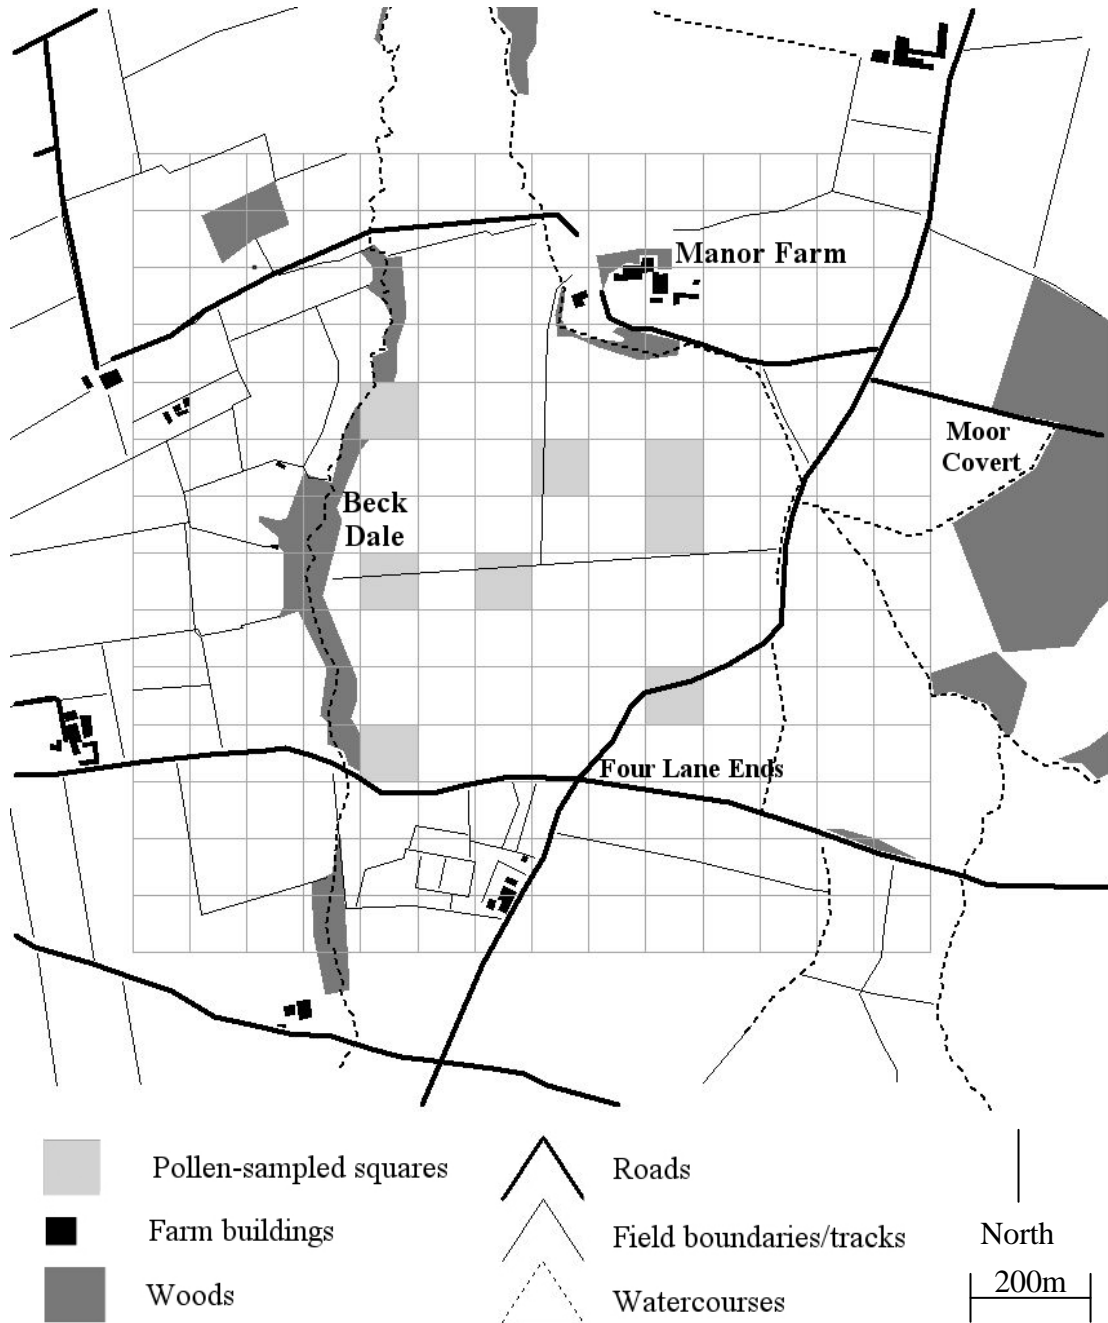 Manor Farm
Moor
Covert
Beck
Dale
Four Lane Ends
Pollen-sampled squares
Roads
Farm buildings
Field boundaries/tracks
North
Woods
Watercourses
200m